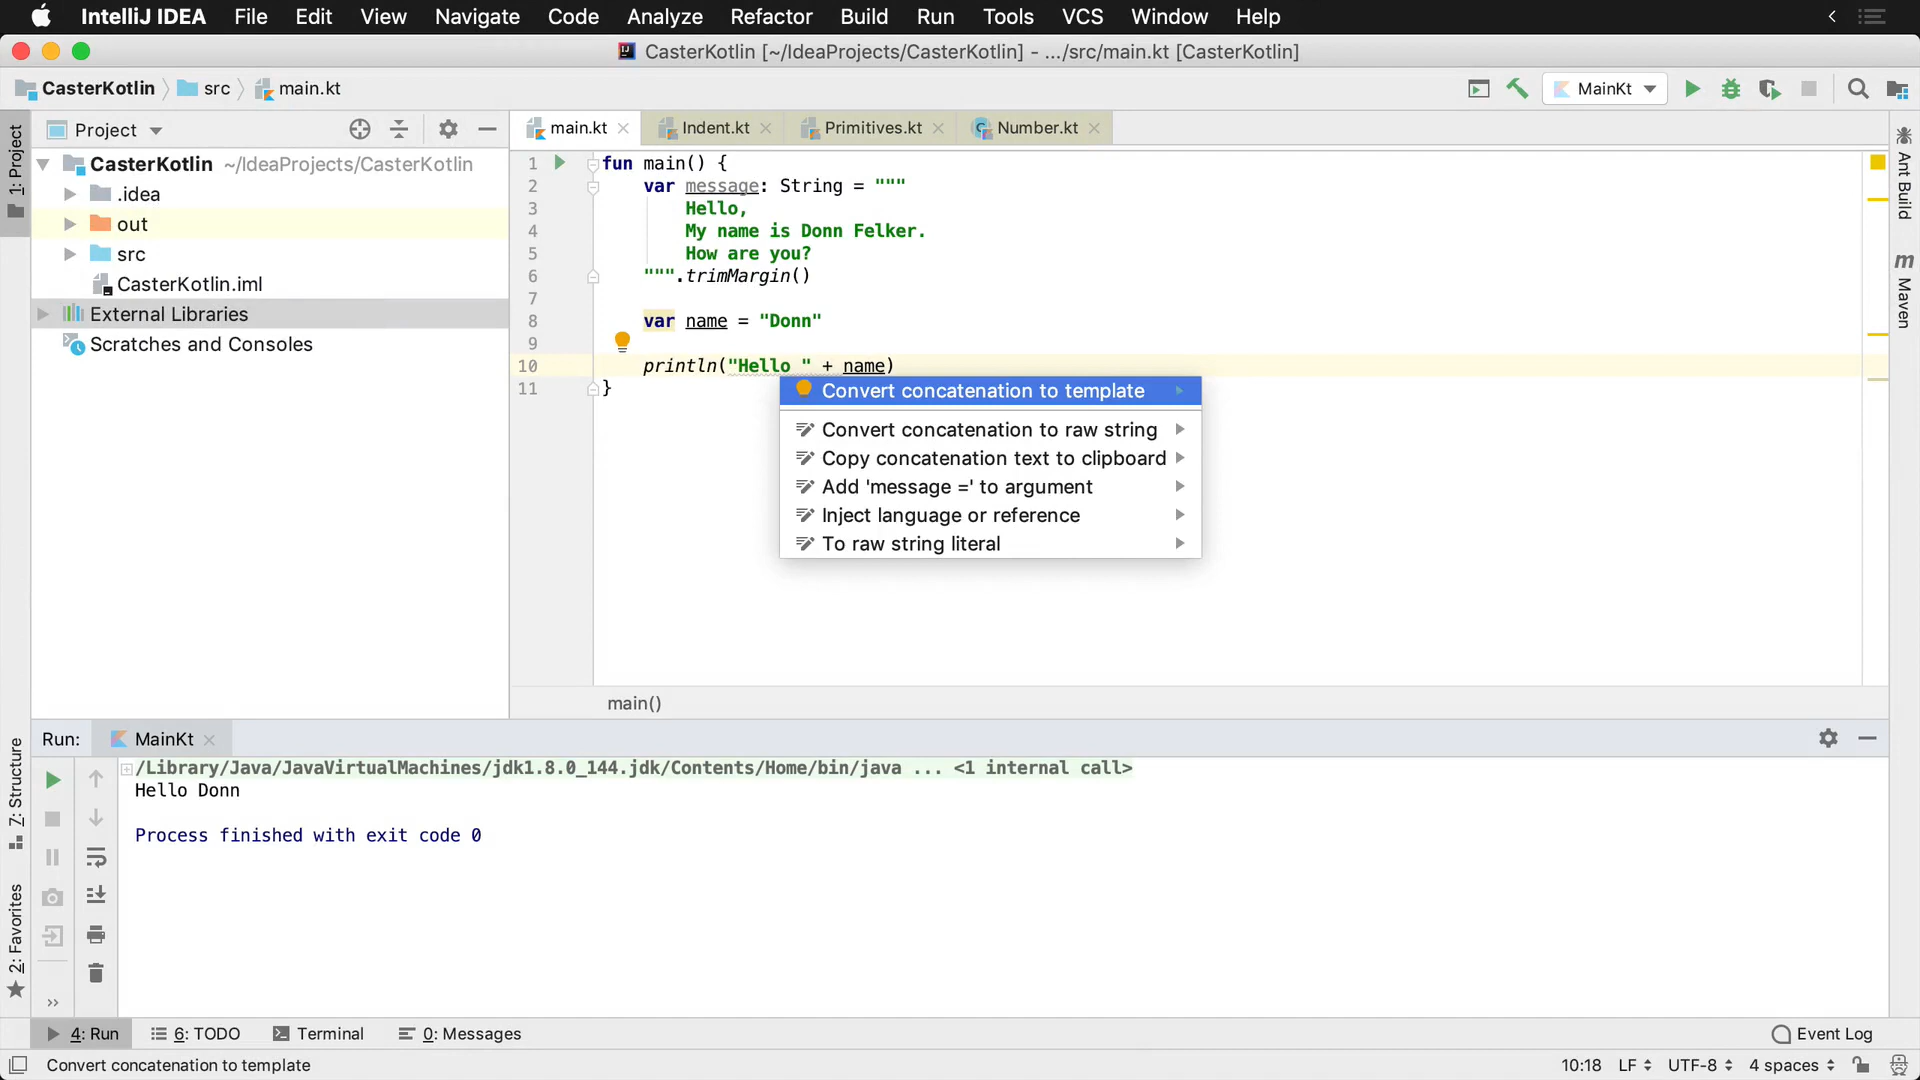 IntelliJ IDEA File Edit View Navigate Code Analyze Refactor Build Run Tools VCS Window Help
CasterKotlin [~/IdeaProjects/CasterKotlin] - .../src/main.kt [CasterKotlin]
CasterKotlin src main.kt
MainKt
1: Project
Project
main.kt Indent.kt Primitives.kt Number.kt
CasterKotlin ~/IdeaProjects/CasterKotlin
.idea
out
src
CasterKotlin.iml
External Libraries
Scratches and Consoles
1 fun main() {
2 var message: String = """
3 Hello,
4 My name is Donn Felker.
5 How are you?
6 """.trimMargin()
7
8 var name = "Donn"
9
10 println("Hello " + name)
11 }
Convert concatenation to template
Convert concatenation to raw string
Copy concatenation text to clipboard
Add 'message =' to argument
Inject language or reference
To raw string literal
Ant Build
m Maven
main()
Run: MainKt
/Library/Java/JavaVirtualMachines/jdk1.8.0_144.jdk/Contents/Home/bin/java ... <1 internal call>
Hello Donn
Process finished with exit code 0
Z: Structure
2: Favorites
4: Run 6: TODO Terminal 0: Messages Event Log
Convert concatenation to template 10:18 LF UTF-8 4 spaces